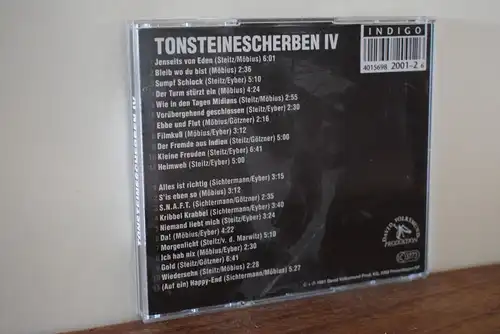 TONSTEINESCHERBEN IV
Jenseits von Eden (Steitz/Möbius) 6:01
Bleib wo du bist (Möbius) 2:36
Sumpf Schlock (Steitz/Eyber) 5:10
Der Turm stürzt ein (Möbius) 4:24
Wie in den Tagen Midians (Steitz/Möbius) 2:55
Vorübergehend geschlossen (Steitz/Eyber) 2:30
Ebbe und Flut (Möbius/Götzner) 2:16
Filmkuß (Möbius/Eyber) 3:12
Der Fremde aus Indien (Steitz/Götzner) 5:00
Kleine Freuden (Steitz/Eyber) 6:41
Heimweh (Steitz/Eyber) 5:00
Alles ist richtig (Sichtermann/Eyber) 3:15
S'is eben so (Möbius) 3:12
S.N.A.F.T. (Sichtermann/Götzner) 2:35
Kribbel Krabbel (Sichtermann/Eyber) 3:40
Niemand liebt mich (Steitz/Eyber) 3:24
Da! (Möbius/Eyber) 4:22
Morgenlicht (Steitz/v. d. Marwitz) 5:10
Ich hab nix (Möbius/Eyber) 2:30
Gold (Steitz/Götzner) 6:51
Wiedersehn (Steitz/Möbius) 2:28
(Auf ein) Happy-End (Sichtermann/Möbius) 5:27
INDIGO
4015698 2001-2 6
DAVID VOLKSMUND
PRODUKTION
TONSTEINESCHERBEN IV